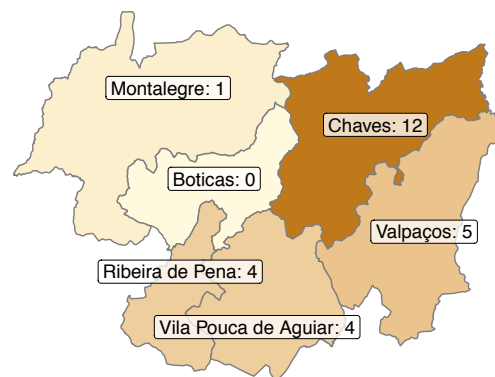 Montalegre: 1
Chaves: 12
Boticas: 0
Valpaços: 5
Ribeira de Pena: 4
Vila Pouca de Aguiar: 4